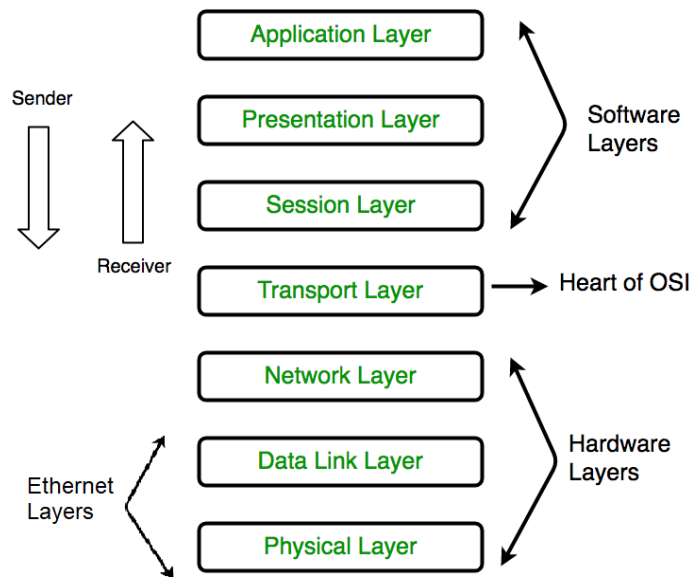 Application Layer
Sender
Presentation Layer
Software
Layers
Session Layer
Receiver
Transport Layer
Heart of OSI
Network Layer
Data Link Layer
Hardware
Layers
Ethernet
Layers
Physical Layer